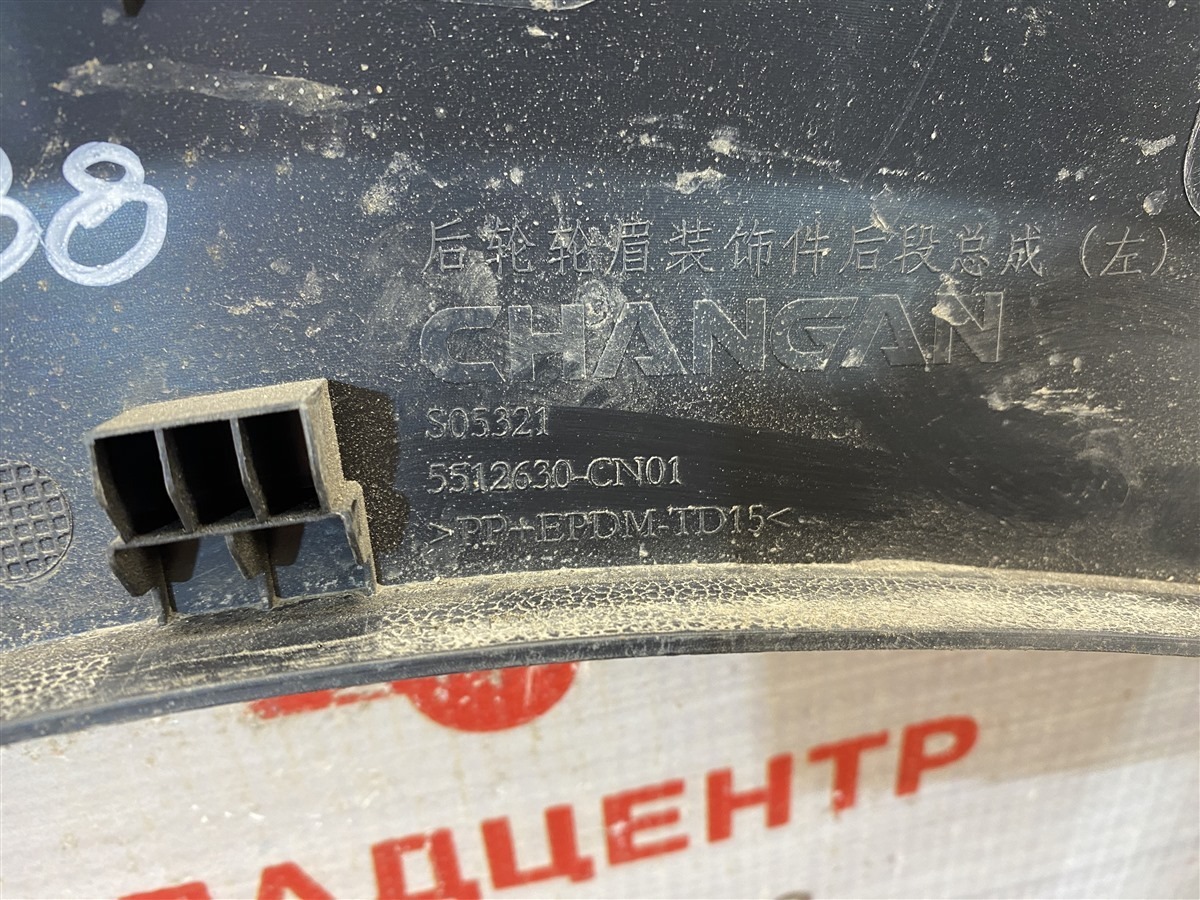 38
后轮轮眉装饰件后段总成（左）
CHANGAN
S05321
5512630-CN01
>PP+EPDM-TD15<